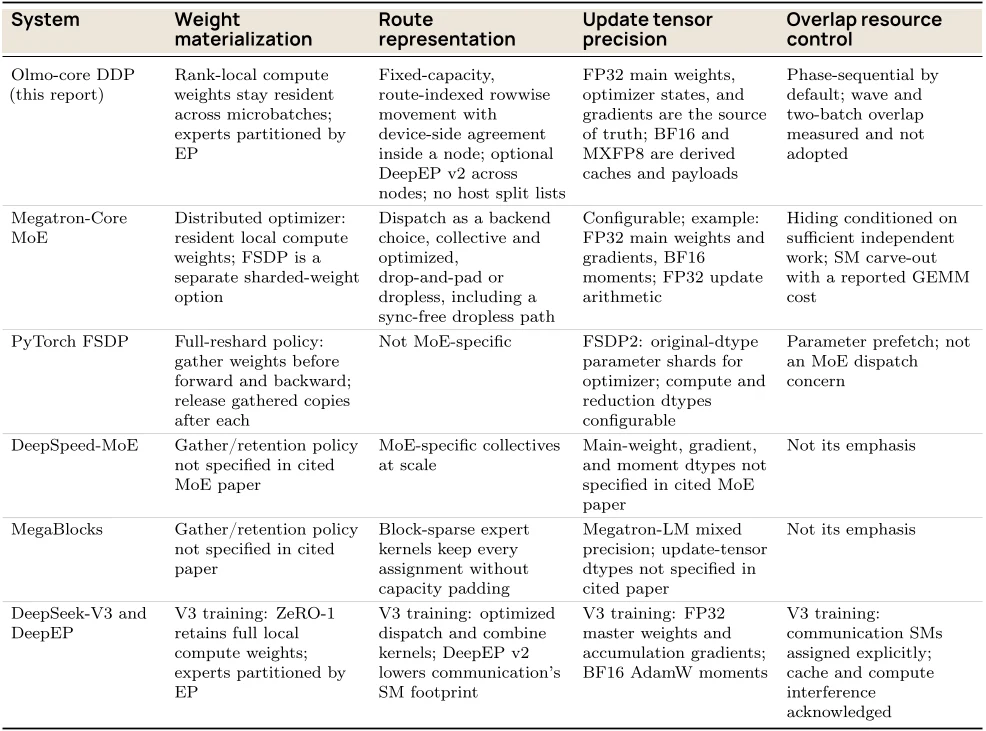 System
Weight
materialization
Route
representation
Update tensor
precision
Overlap resource
control
Olmo-core DDP
(this report)
Rank-local compute
weights stay resident
across microbatches;
experts partitioned by
EP
Fixed-capacity,
route-indexed rowwise
movement with
device-side agreement
inside a node; optional
DeepEP v2 across
nodes; no host split lists
FP32 main weights,
optimizer states, and
gradients are the source
of truth; BF16 and
MXFP8 are derived
caches and payloads
Phase-sequential by
default; wave and
two-batch overlap
measured and not
adopted
Megatron-Core
MoE
Distributed optimizer:
resident local compute
weights; FSDP is a
separate sharded-weight
option
Dispatch as a backend
choice, collective and
optimized,
drop-and-pad or
dropless, including a
sync-free dropless path
Configurable; example:
FP32 main weights and
gradients, BF16
moments; FP32 update
arithmetic
Hiding conditioned on
sufficient independent
work; SM carve-out
with a reported GEMM
cost
PyTorch FSDP
Full-reshard policy:
gather weights before
forward and backward;
release gathered copies
after each
Not MoE-specific
FSDP2: original-dtype
parameter shards for
optimizer; compute and
reduction dtypes
configurable
Parameter prefetch; not
an MoE dispatch
concern
DeepSpeed-MoE
Gather/retention policy
not specified in cited
MoE paper
MoE-specific collectives
at scale
Main-weight, gradient,
and moment dtypes not
specified in cited MoE
paper
Not its emphasis
MegaBlocks
Gather/retention policy
not specified in cited
paper
Block-sparse expert
kernels keep every
assignment without
capacity padding
Megatron-LM mixed
precision; update-tensor
dtypes not specified in
cited paper
Not its emphasis
DeepSeek-V3 and
DeepEP
V3 training: ZeRO-1
retains full local
compute weights;
experts partitioned by
EP
V3 training: optimized
dispatch and combine
kernels; DeepEP v2
lowers communication's
SM footprint
V3 training: FP32
master weights and
accumulation gradients;
BF16 AdamW moments
V3 training:
communication SMs
assigned explicitly;
cache and compute
interference
acknowledged